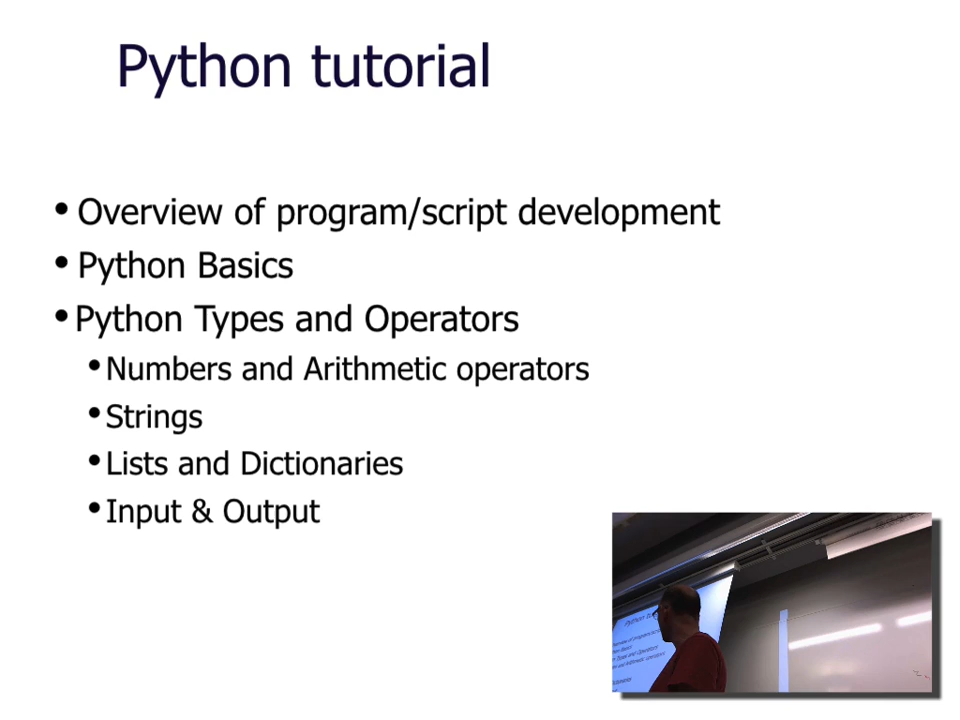 Python tutorial
• Overview of program/script development
• Python Basics
• Python Types and Operators
• Numbers and Arithmetic operators
• Strings
• Lists and Dictionaries
• Input & Output